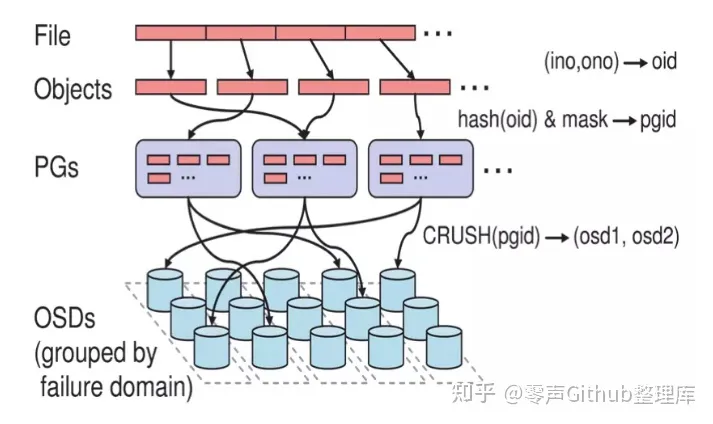 File
...
(ino,ono) → oid
Objects
...
hash(oid) & mask → pgid
PGs
...
...
...
...
CRUSH(pgid) → (osd1, osd2)
OSDs
(grouped by
failure domain)
知乎 @零声Github整理库